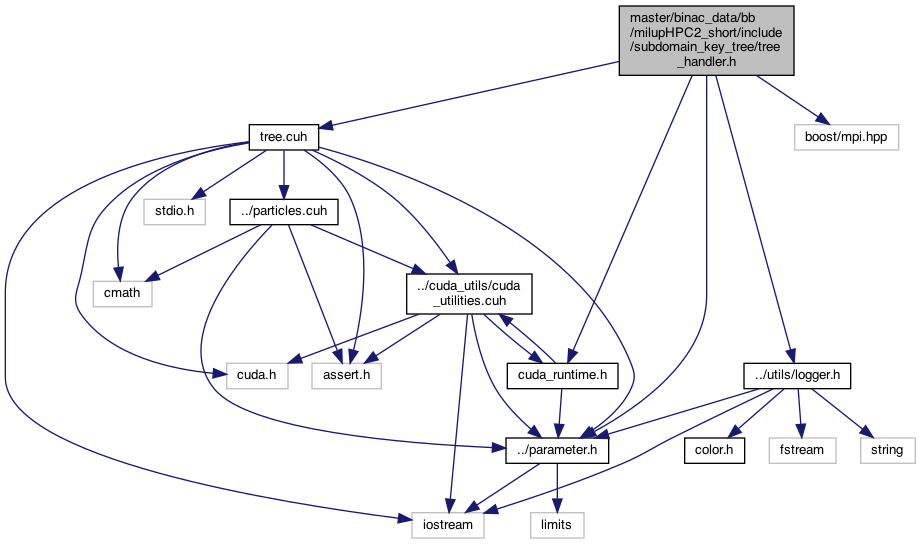 master/binac_data/bb
/milupHPC2_short/include
/subdomain_key_tree/tree
_handler.h
tree.cuh
boost/mpi.hpp
stdio.h
../particles.cuh
cmath
../cuda_utils/cuda
_utilities.cuh
cuda.h
assert.h
cuda_runtime.h
../utils/logger.h
../parameter.h
color.h
fstream
string
iostream
limits